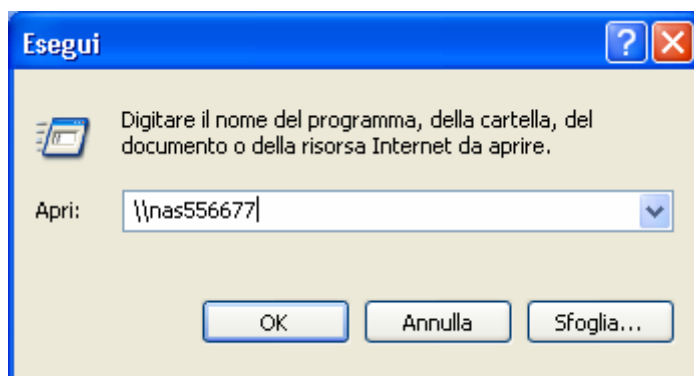 Esegui
Digitare il nome del programma, della cartella, del
documento o della risorsa Internet da aprire.
Apri: \\nas556677
OK Annulla Sfoglia...